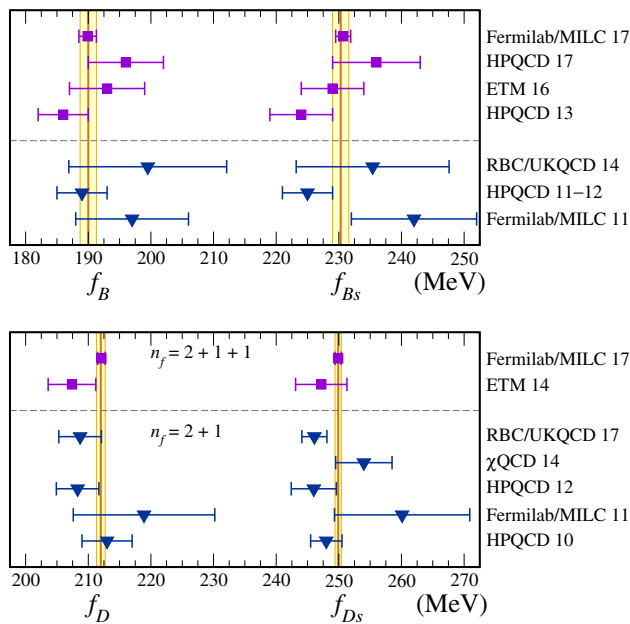 Fermilab/MILC 17
HPQCD 17
ETM 16
HPQCD 13
RBC/UKQCD 14
HPQCD 11−12
Fermilab/MILC 11
180 190 200 210 220 230 240 250
f_B f_Bs (MeV)
n_f = 2 + 1 + 1
Fermilab/MILC 17
ETM 14
n_f = 2 + 1
RBC/UKQCD 17
χQCD 14
HPQCD 12
Fermilab/MILC 11
HPQCD 10
200 210 220 230 240 250 260 270
f_D f_Ds (MeV)